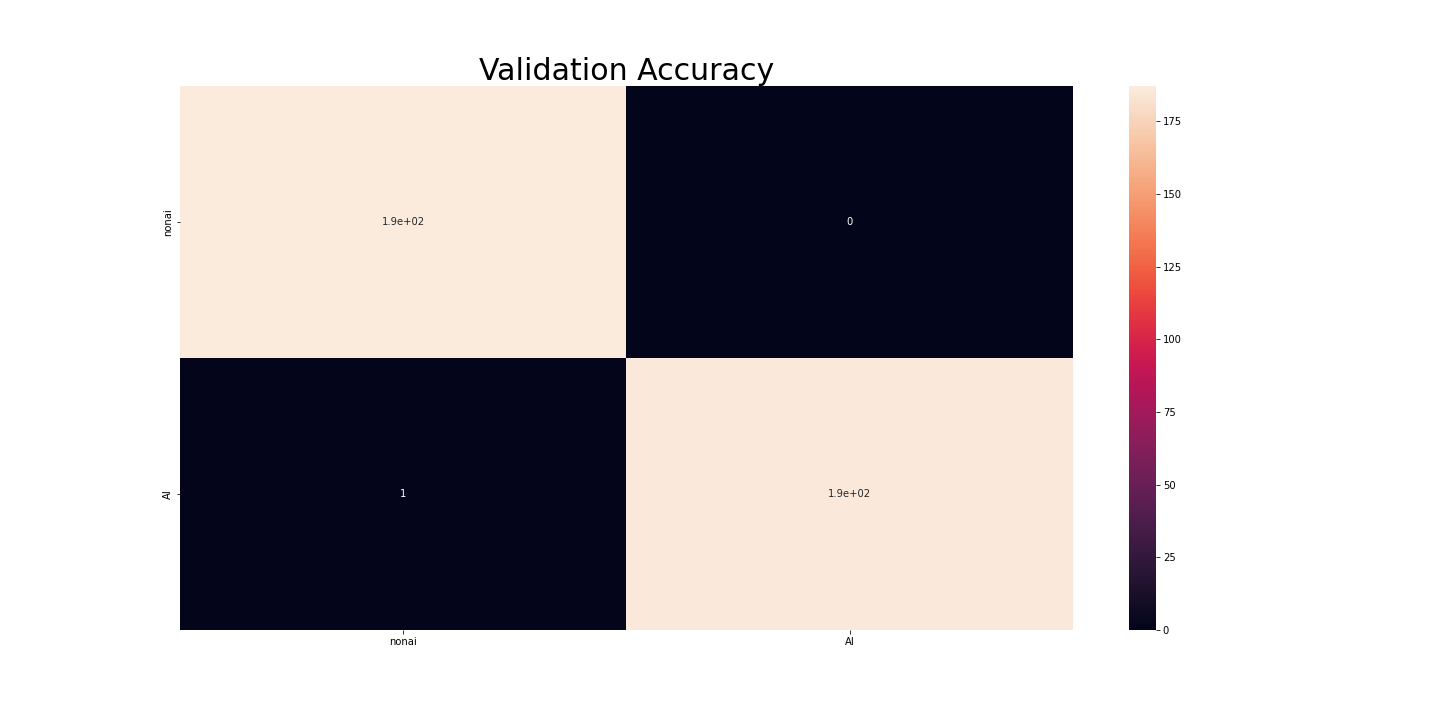 Validation Accuracy
nonai
1.9e+02
0
AI
1
1.9e+02
nonai
AI
175
150
125
100
75
50
25
0